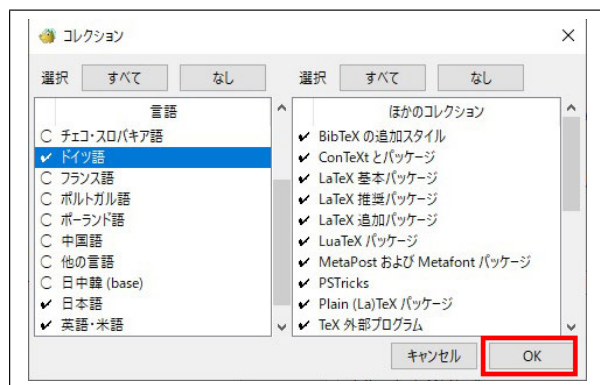 コレクション
選択 すべて なし
選択 すべて なし
言語
チェコ・スロバキア語
ドイツ語
フランス語
ポルトガル語
ポーランド語
中国語
他の言語
日中韓 (base)
日本語
英語・米語
ほかのコレクション
BibTeX の追加スタイル
ConTeXt とパッケージ
LaTeX 基本パッケージ
LaTeX 推奨パッケージ
LaTeX 追加パッケージ
LuaTeX パッケージ
MetaPost および Metafont パッケージ
PSTricks
Plain (La)TeX パッケージ
TeX 外部プログラム
キャンセル OK